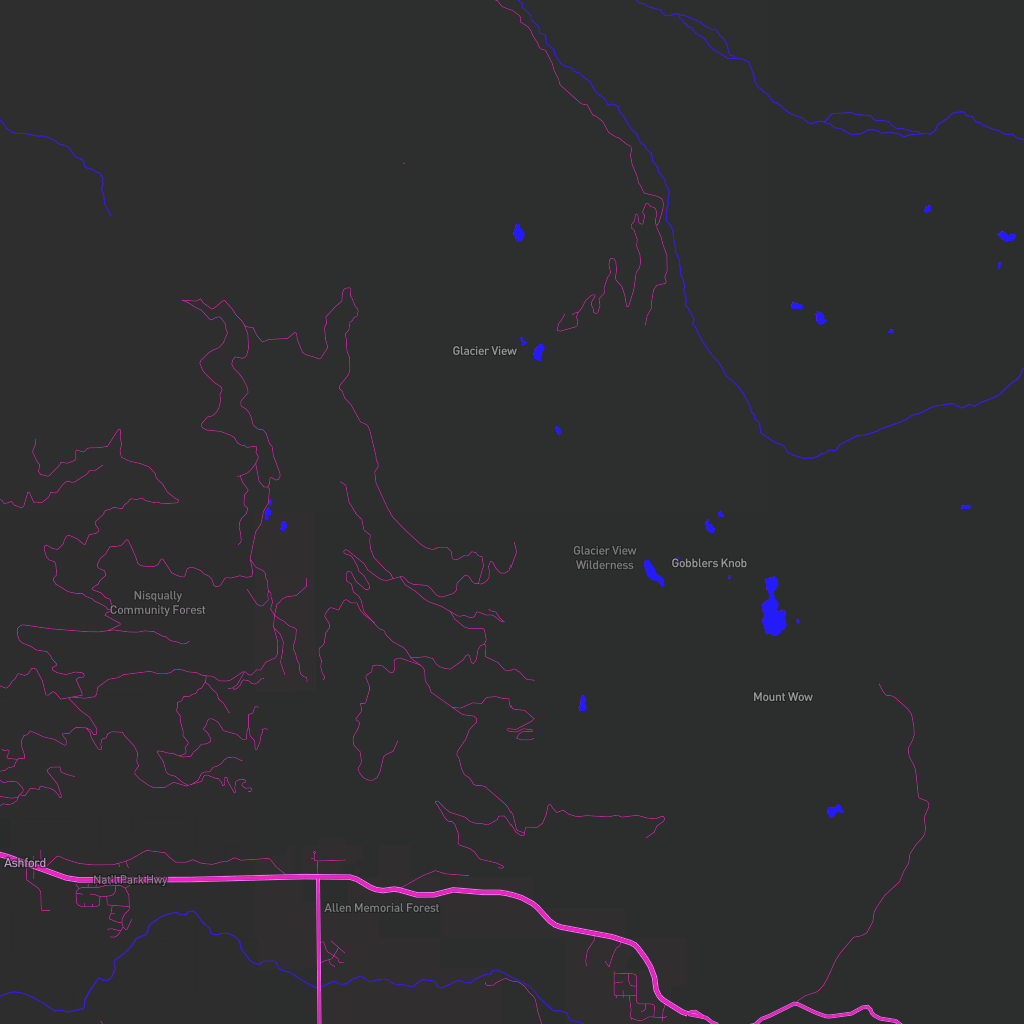 Glacier View
Glacier View
Wilderness
Gobblers Knob
Nisqually
Community Forest
Mount Wow
Ashford
Natl Park Hwy
Allen Memorial Forest